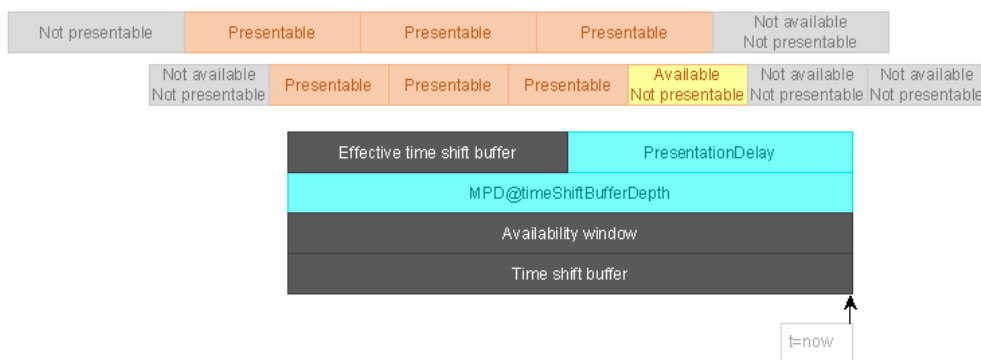 Not presentable
Presentable
Presentable
Presentable
Not available
Not presentable
Not available
Not presentable
Presentable
Presentable
Presentable
Available
Not presentable
Not available
Not presentable
Not available
Not presentable
Effective time shift buffer
PresentationDelay
MPD@timeShiftBufferDepth
Availability window
Time shift buffer
t=now